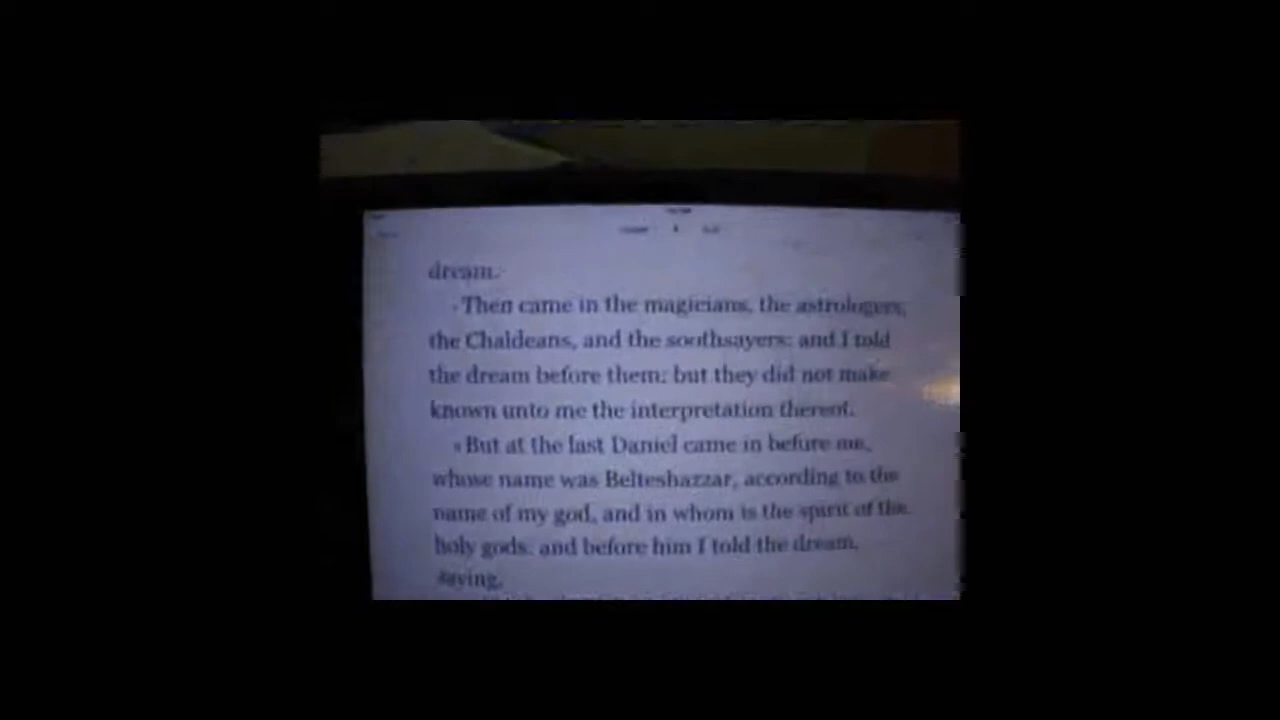 dream.
Then came in the magicians, the astrologers,
the Chaldeans, and the soothsayers: and I told
the dream before them; but they did not make
known unto me the interpretation thereof.
But at the last Daniel came in before me,
whose name was Belteshazzar, according to the
name of my god, and in whom is the spirit of the
holy gods: and before him I told the dream,
saying,